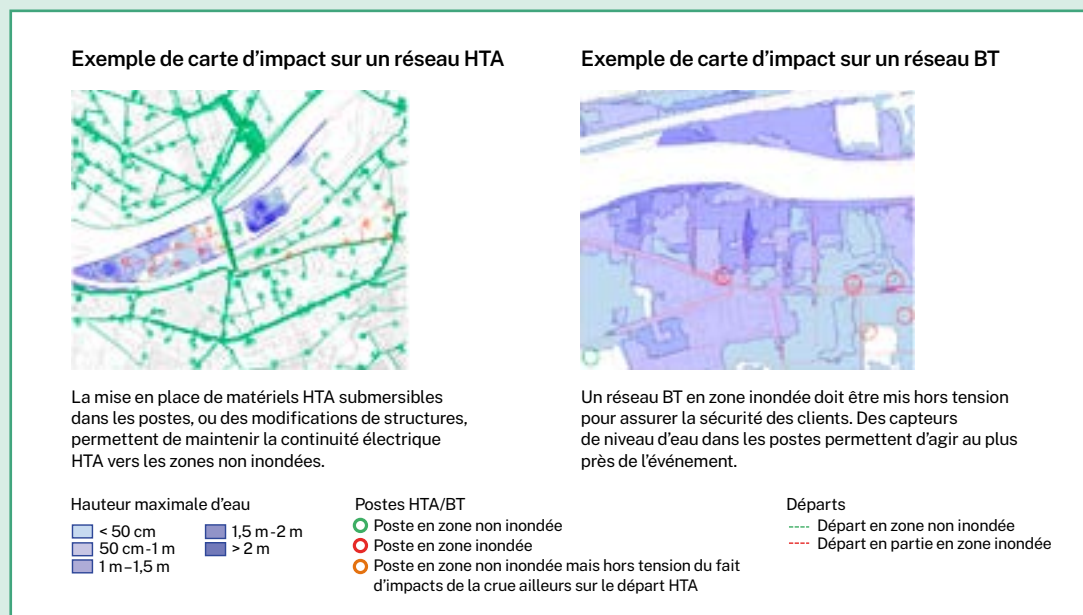 Exemple de carte d’impact sur un réseau HTA
Exemple de carte d’impact sur un réseau BT
La mise en place de matériels HTA submersibles
dans les postes, ou des modifications de structures,
permettent de maintenir la continuité électrique
HTA vers les zones non inondées.
Un réseau BT en zone inondée doit être mis hors tension
pour assurer la sécurité des clients. Des capteurs
de niveau d’eau dans les postes permettent d’agir au plus
près de l’événement.
Hauteur maximale d’eau
< 50 cm
50 cm-1 m
1 m–1,5 m
1,5 m-2 m
> 2 m
Postes HTA/BT
Poste en zone non inondée
Poste en zone inondée
Poste en zone non inondée mais hors tension du fait
d’impacts de la crue ailleurs sur le départ HTA
Départs
Départ en zone non inondée
Départ en partie en zone inondée